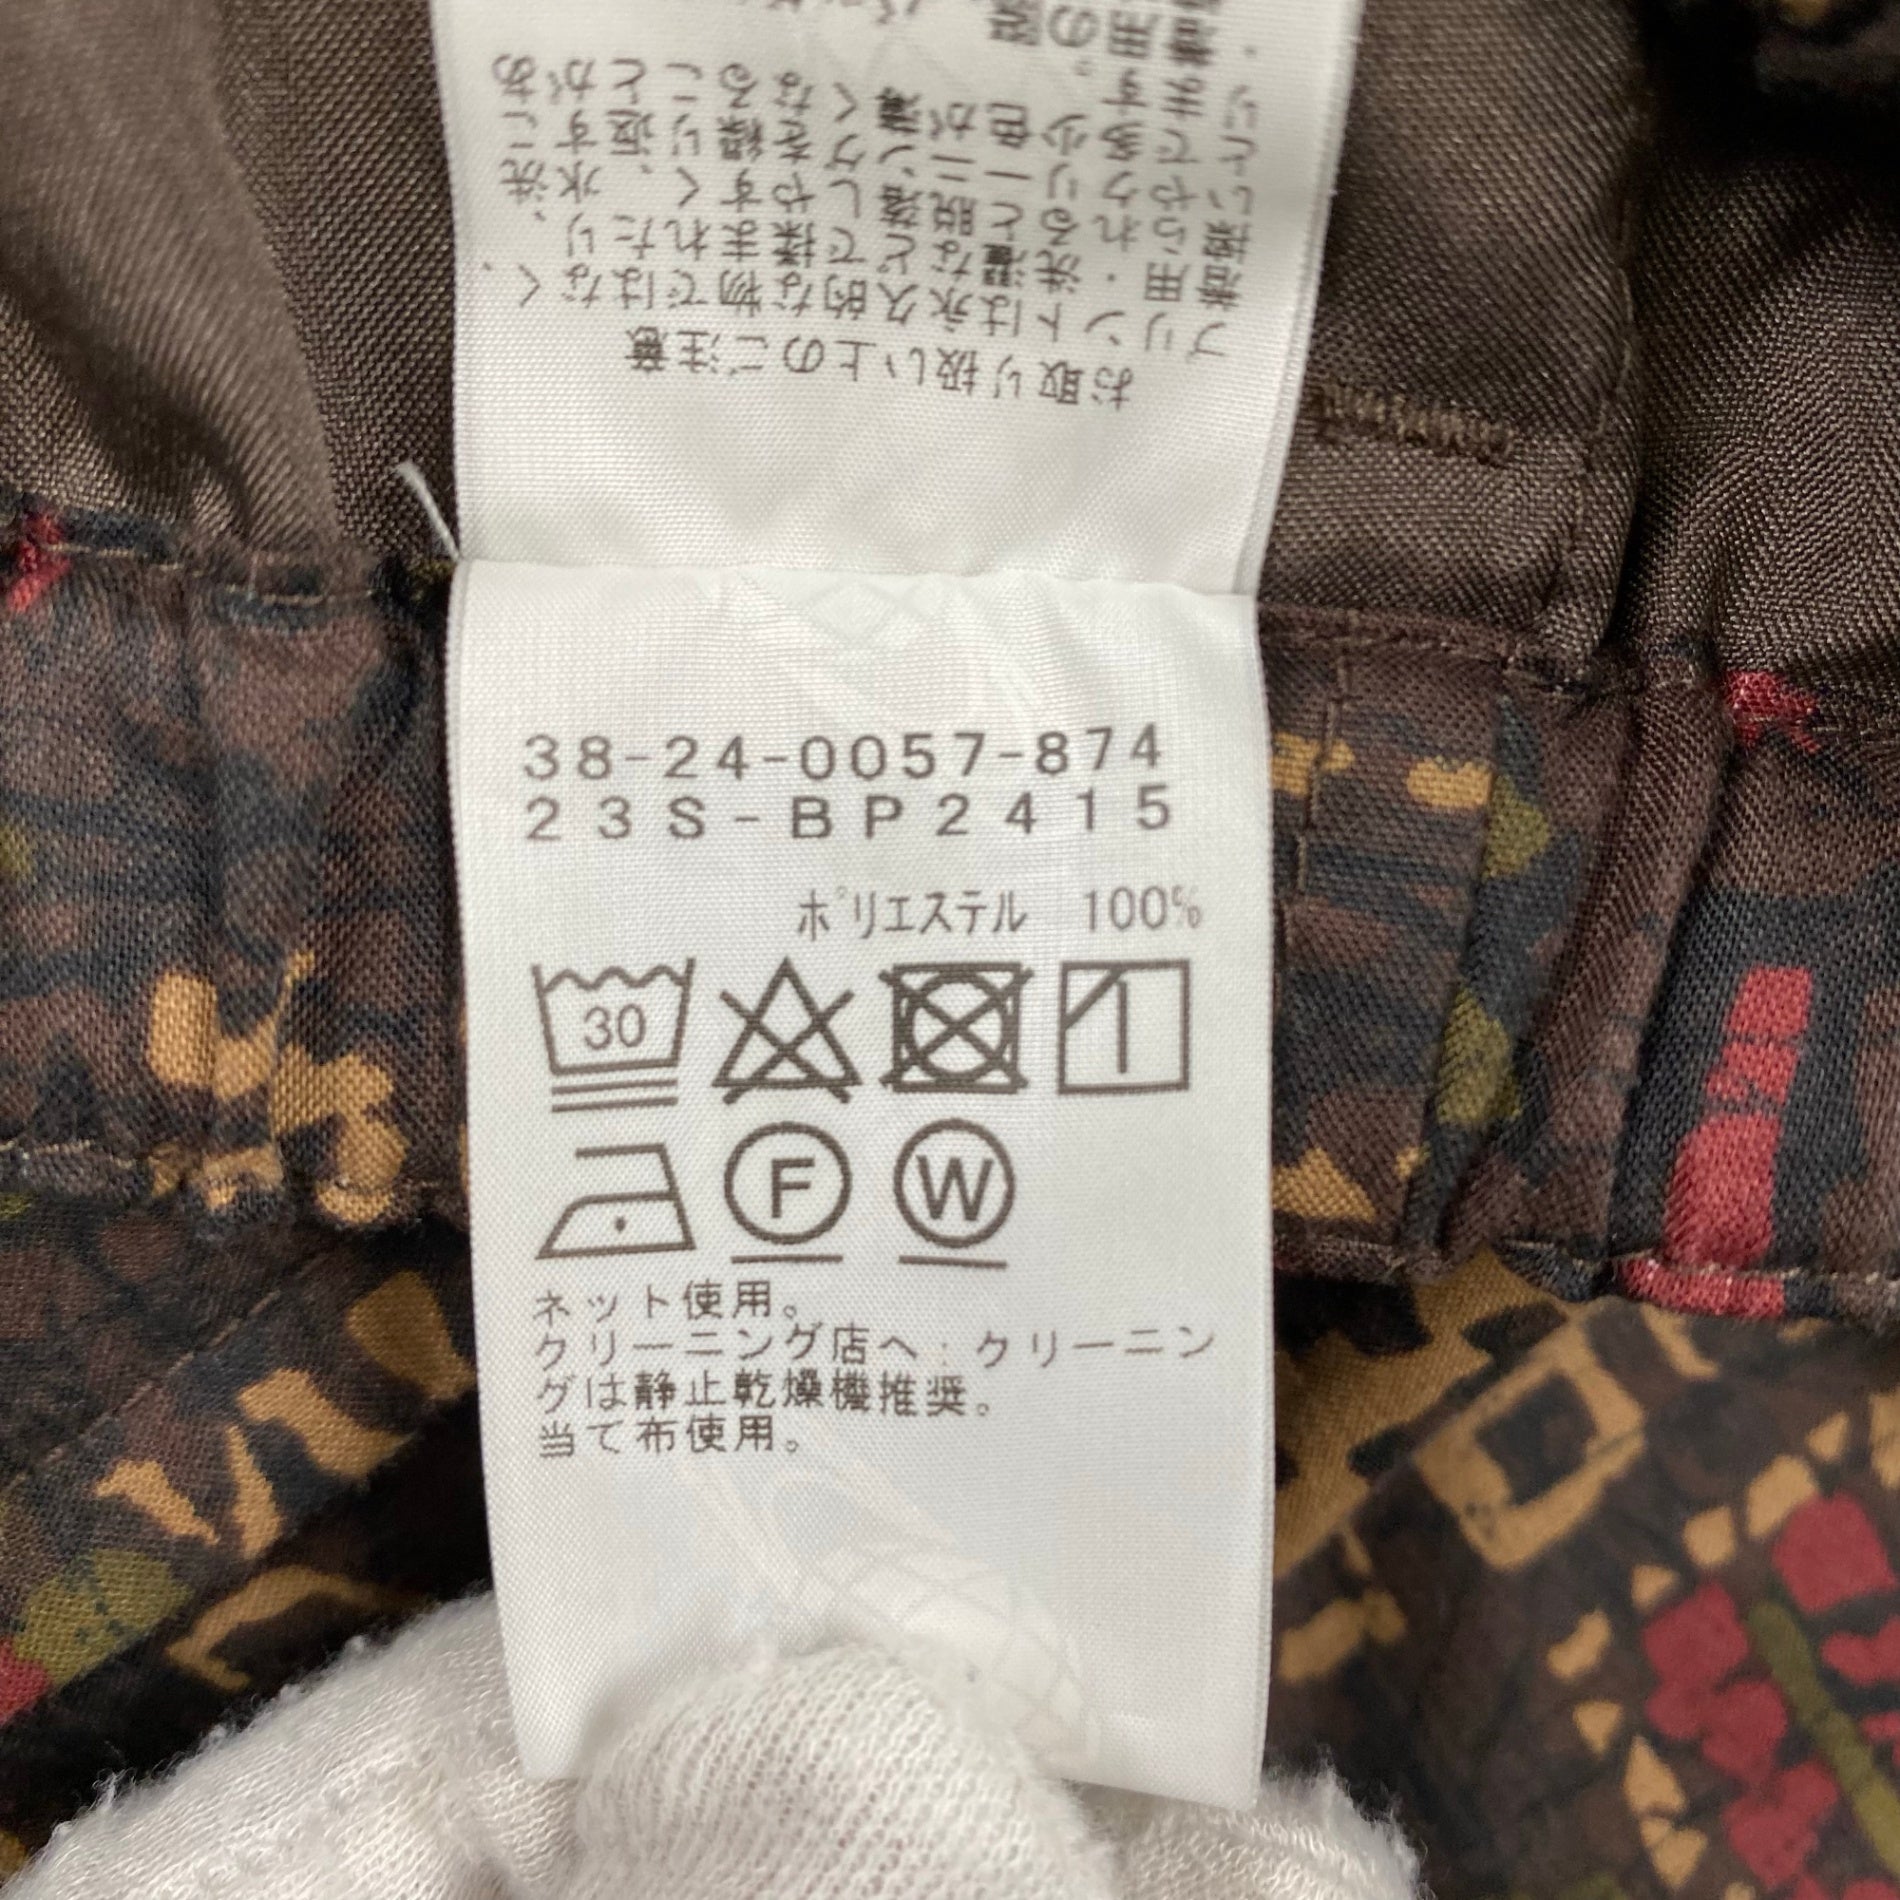 お取り扱い上のご注意
プリントは永久的な物ではなく、
着用・洗濯などで揉まれたり、
擦られると脱落しやすく、水洗
いやクリーニングを繰り返すこ
とで多少色が薄くなることがあ
ります。
着用の際
38-24-0057-874
23S-BP2415
ポリエステル 100%
30
F W
ネット使用。
クリーニング店へ:クリーニン
グは静止乾燥機推奨。
当て布使用。